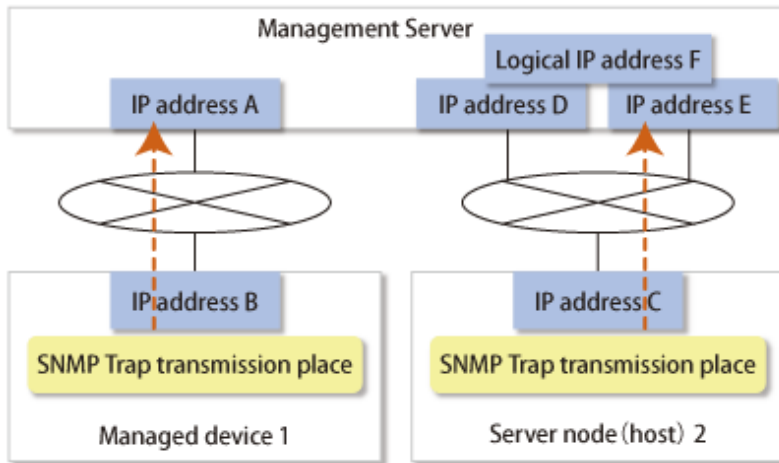 Management Server
Logical IP address F
IP address A
IP address D
IP address E
IP address B
IP address C
SNMP Trap transmission place
SNMP Trap transmission place
Managed device 1
Server node (host) 2